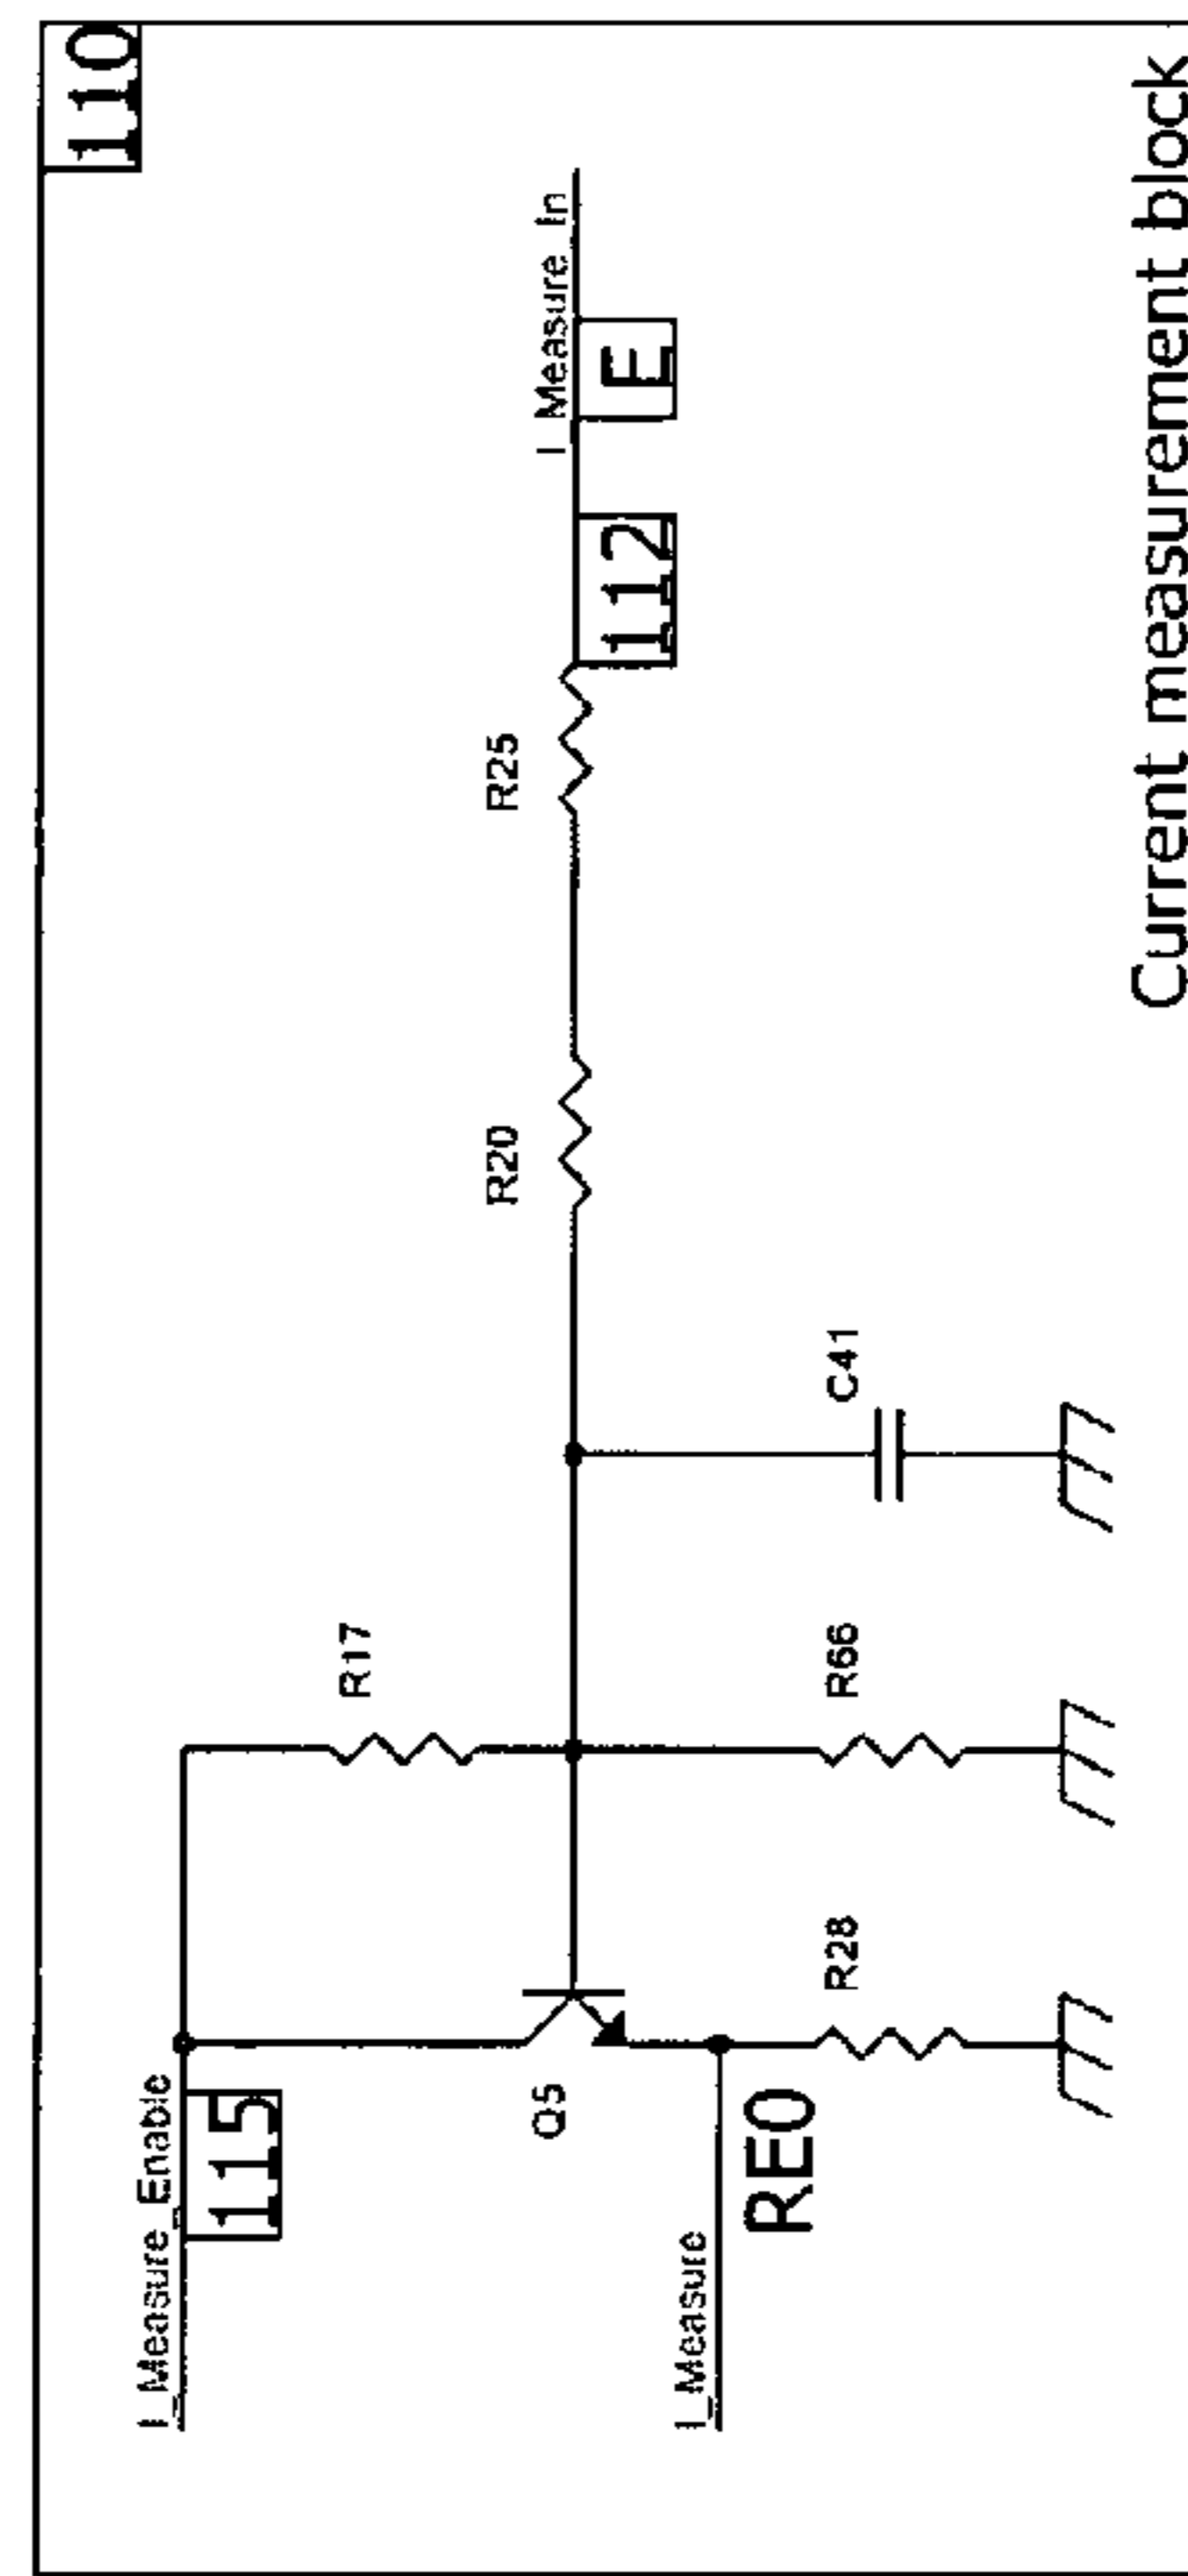 110
I_Measure_Enable
115
R17
I_Measure_In
E
112
R25
R20
Q5
I_Measure
RE0
R28
R66
C41
Current measurement block